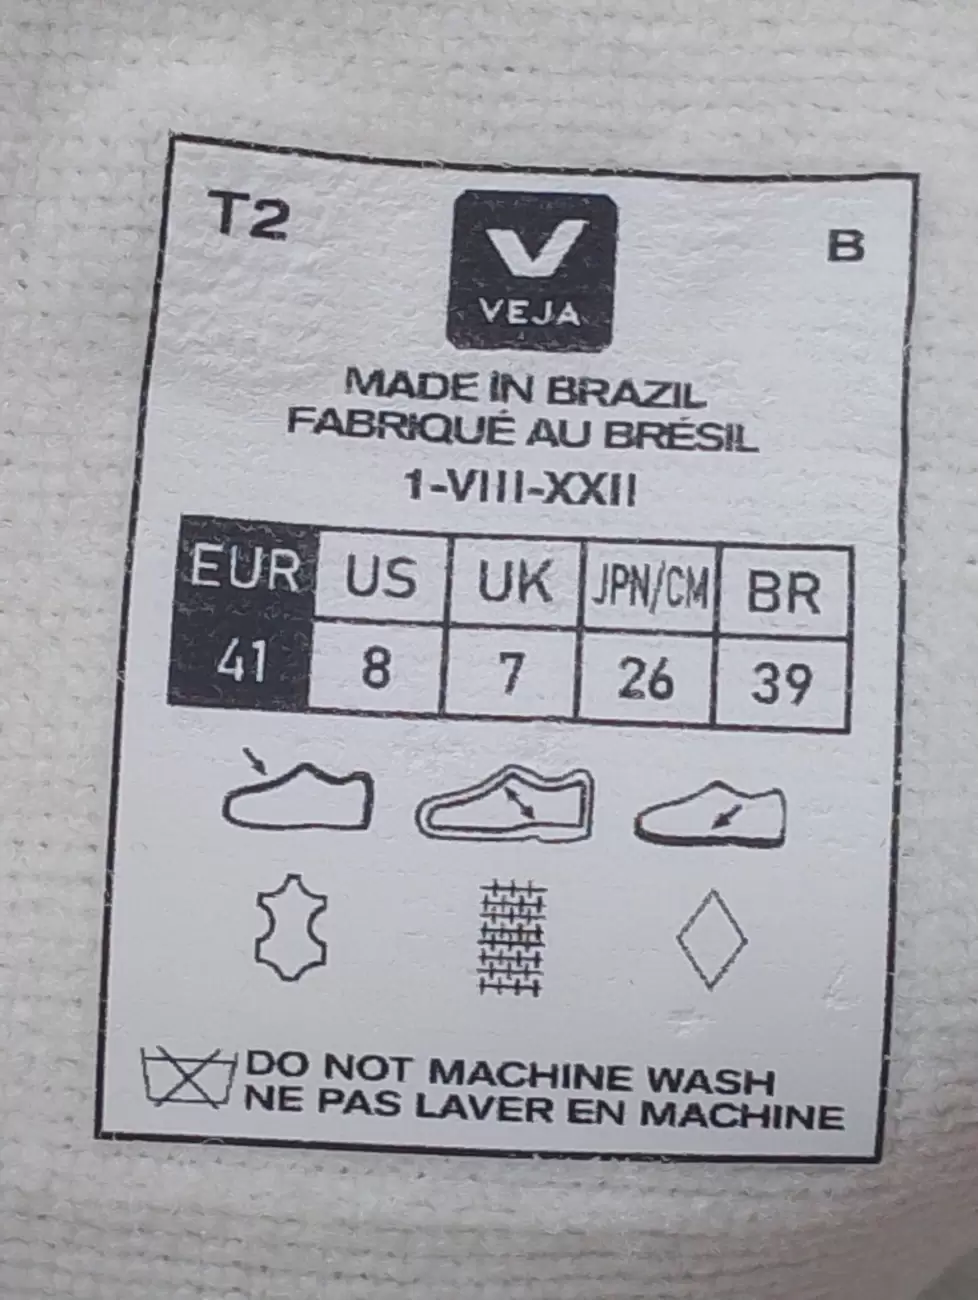 T2
B
VEJA
MADE IN BRAZIL
FABRIQUÉ AU BRÉSIL
1-VIII-XXII
EUR US UK JPN/CM BR
41 8 7 26 39
DO NOT MACHINE WASH
NE PAS LAVER EN MACHINE